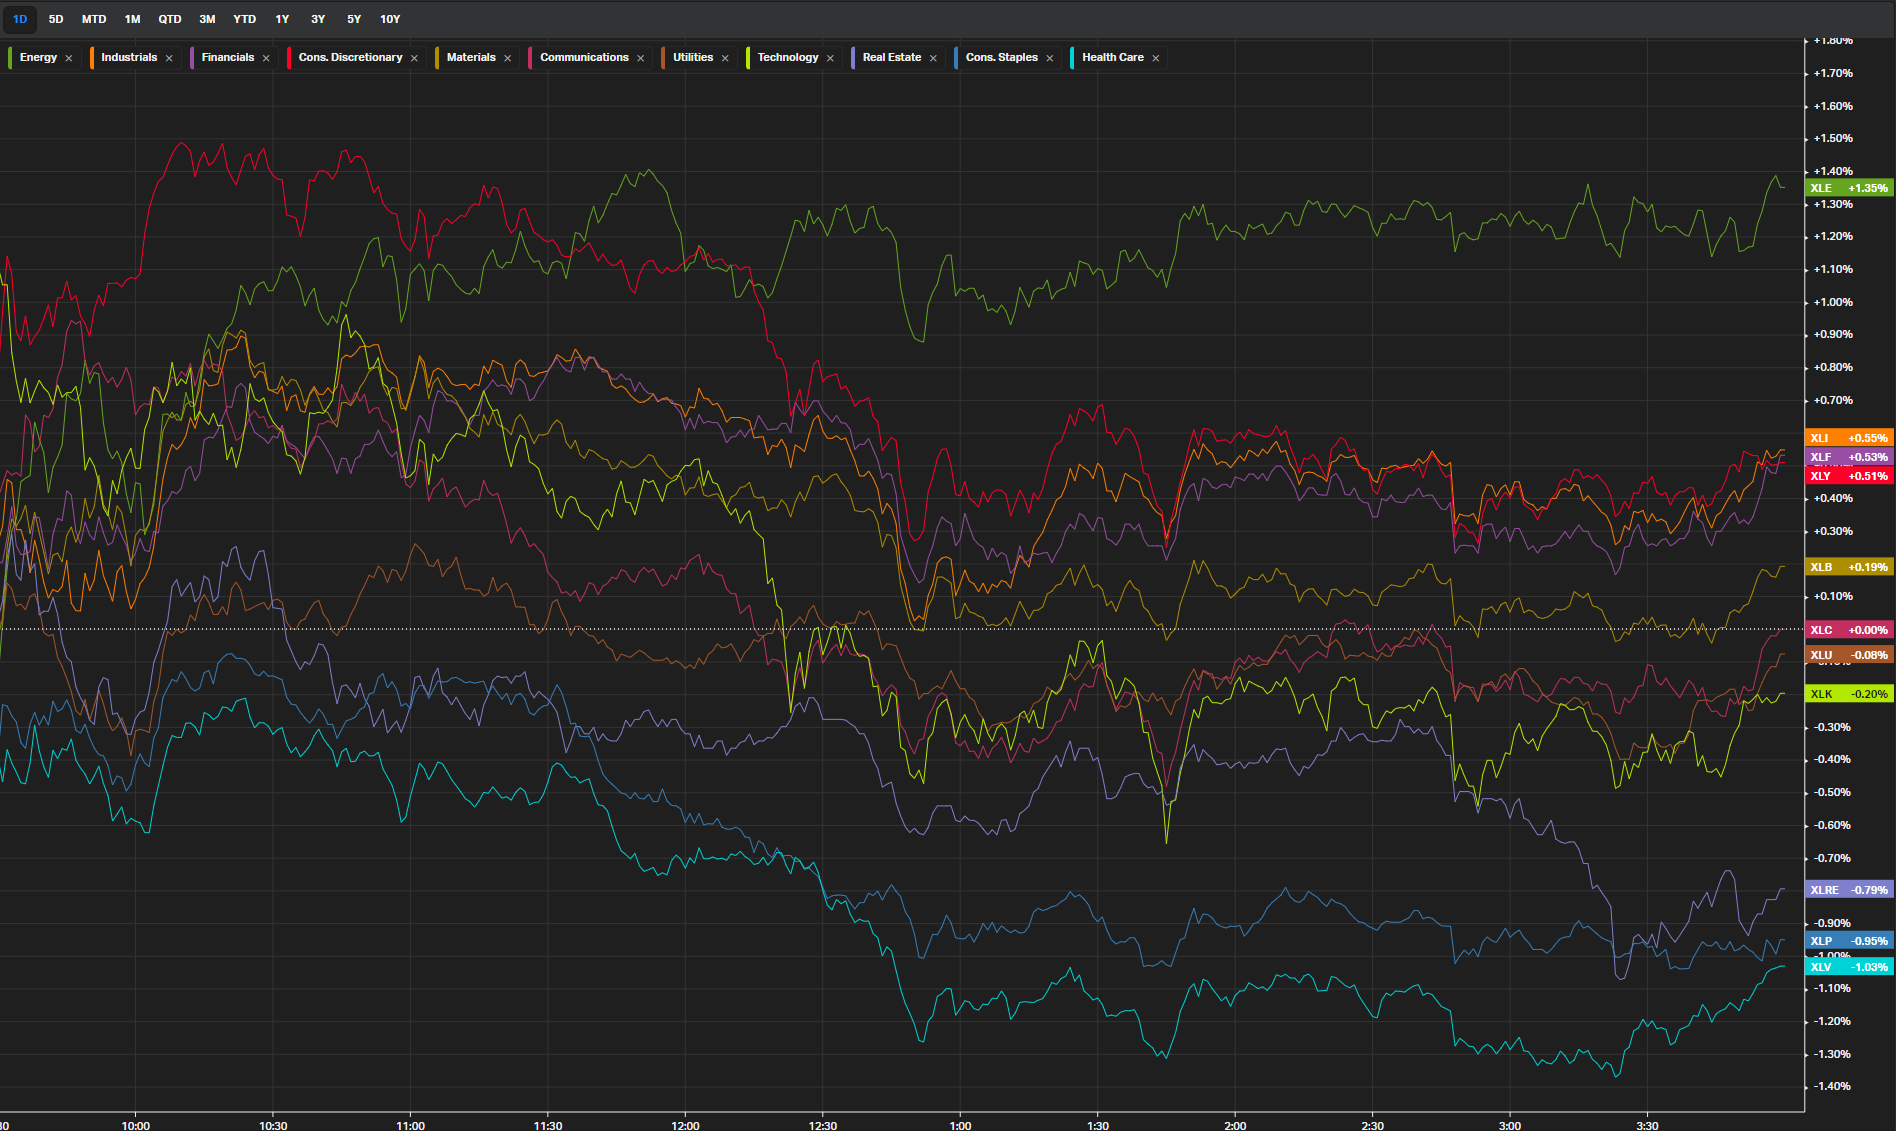 1D 5D MTD 1M QTD 3M YTD 1Y 3Y 5Y 10Y
Energy × Industrials × Financials × Cons. Discretionary × Materials × Communications × Utilities × Technology × Real Estate × Cons. Staples × Health Care ×
+1.80%
+1.70%
+1.60%
+1.50%
+1.40%
XLE +1.35%
+1.30%
+1.20%
+1.10%
+1.00%
+0.90%
+0.80%
+0.70%
XLI +0.55%
XLF +0.53%
XLY +0.51%
+0.40%
+0.30%
XLB +0.19%
+0.10%
XLC +0.00%
XLU -0.08%
XLK -0.20%
-0.30%
-0.40%
-0.50%
-0.60%
-0.70%
XLRE -0.79%
-0.90%
XLP -0.95%
-1.00%
XLV -1.03%
-1.10%
-1.20%
-1.30%
-1.40%
10:00 10:30 11:00 11:30 12:00 12:30 1:00 1:30 2:00 2:30 3:00 3:30